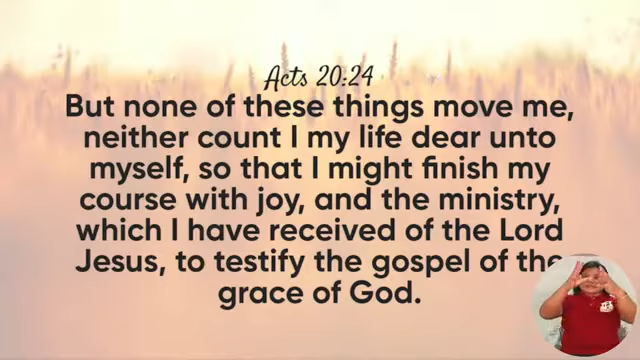 Acts 20:24
But none of these things move me,
neither count I my life dear unto
myself, so that I might finish my
course with joy, and the ministry,
which I have received of the Lord
Jesus, to testify the gospel of the
grace of God.